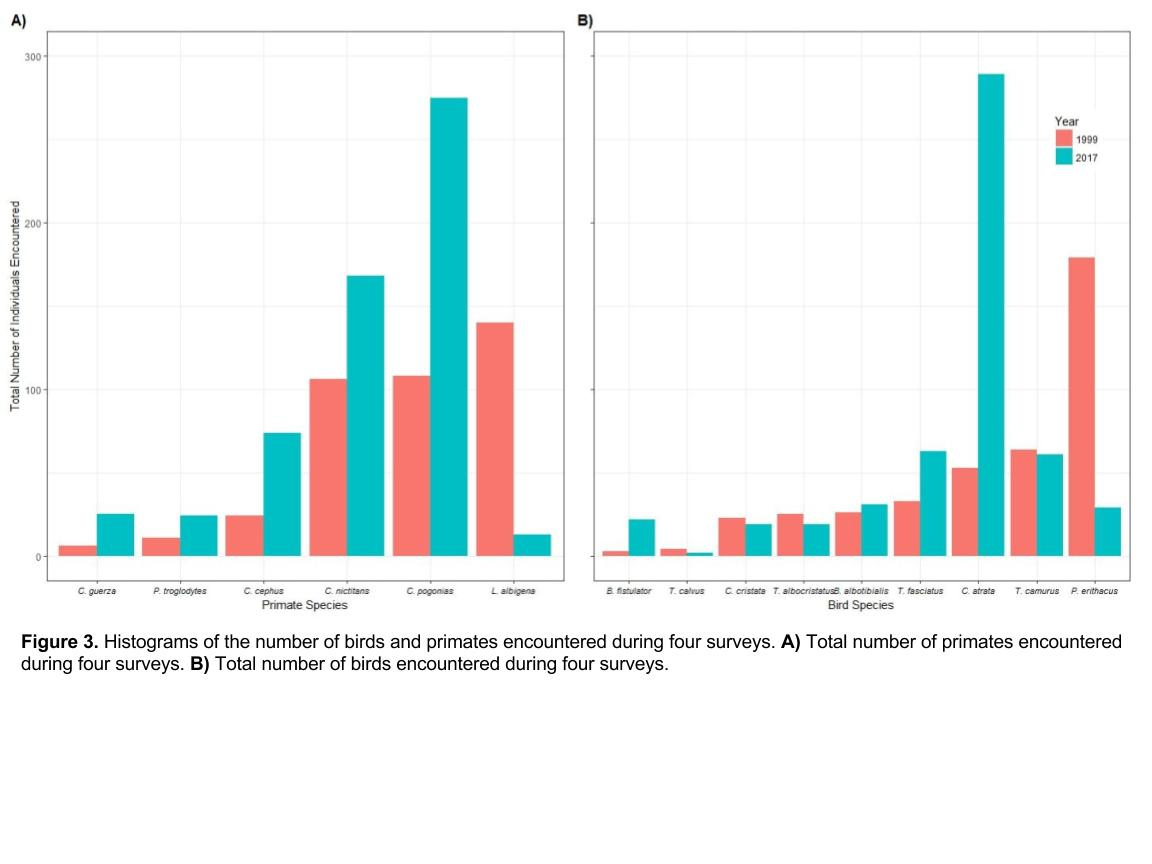 A)
B)
300
200
100
0
Total Number of Individuals Encountered
Year
1999
2017
C. guerza
P. troglodytes
C. cephus
C. nictitans
C. pogonias
L. albigena
Primate Species
B. fistulator
T. calvus
C. cristata
T. albocristatus
B. albotibialis
T. fasciatus
C. atrata
T. camurus
P. erithacus
Bird Species
Figure 3. Histograms of the number of birds and primates encountered during four surveys. A) Total number of primates encountered
during four surveys. B) Total number of birds encountered during four surveys.